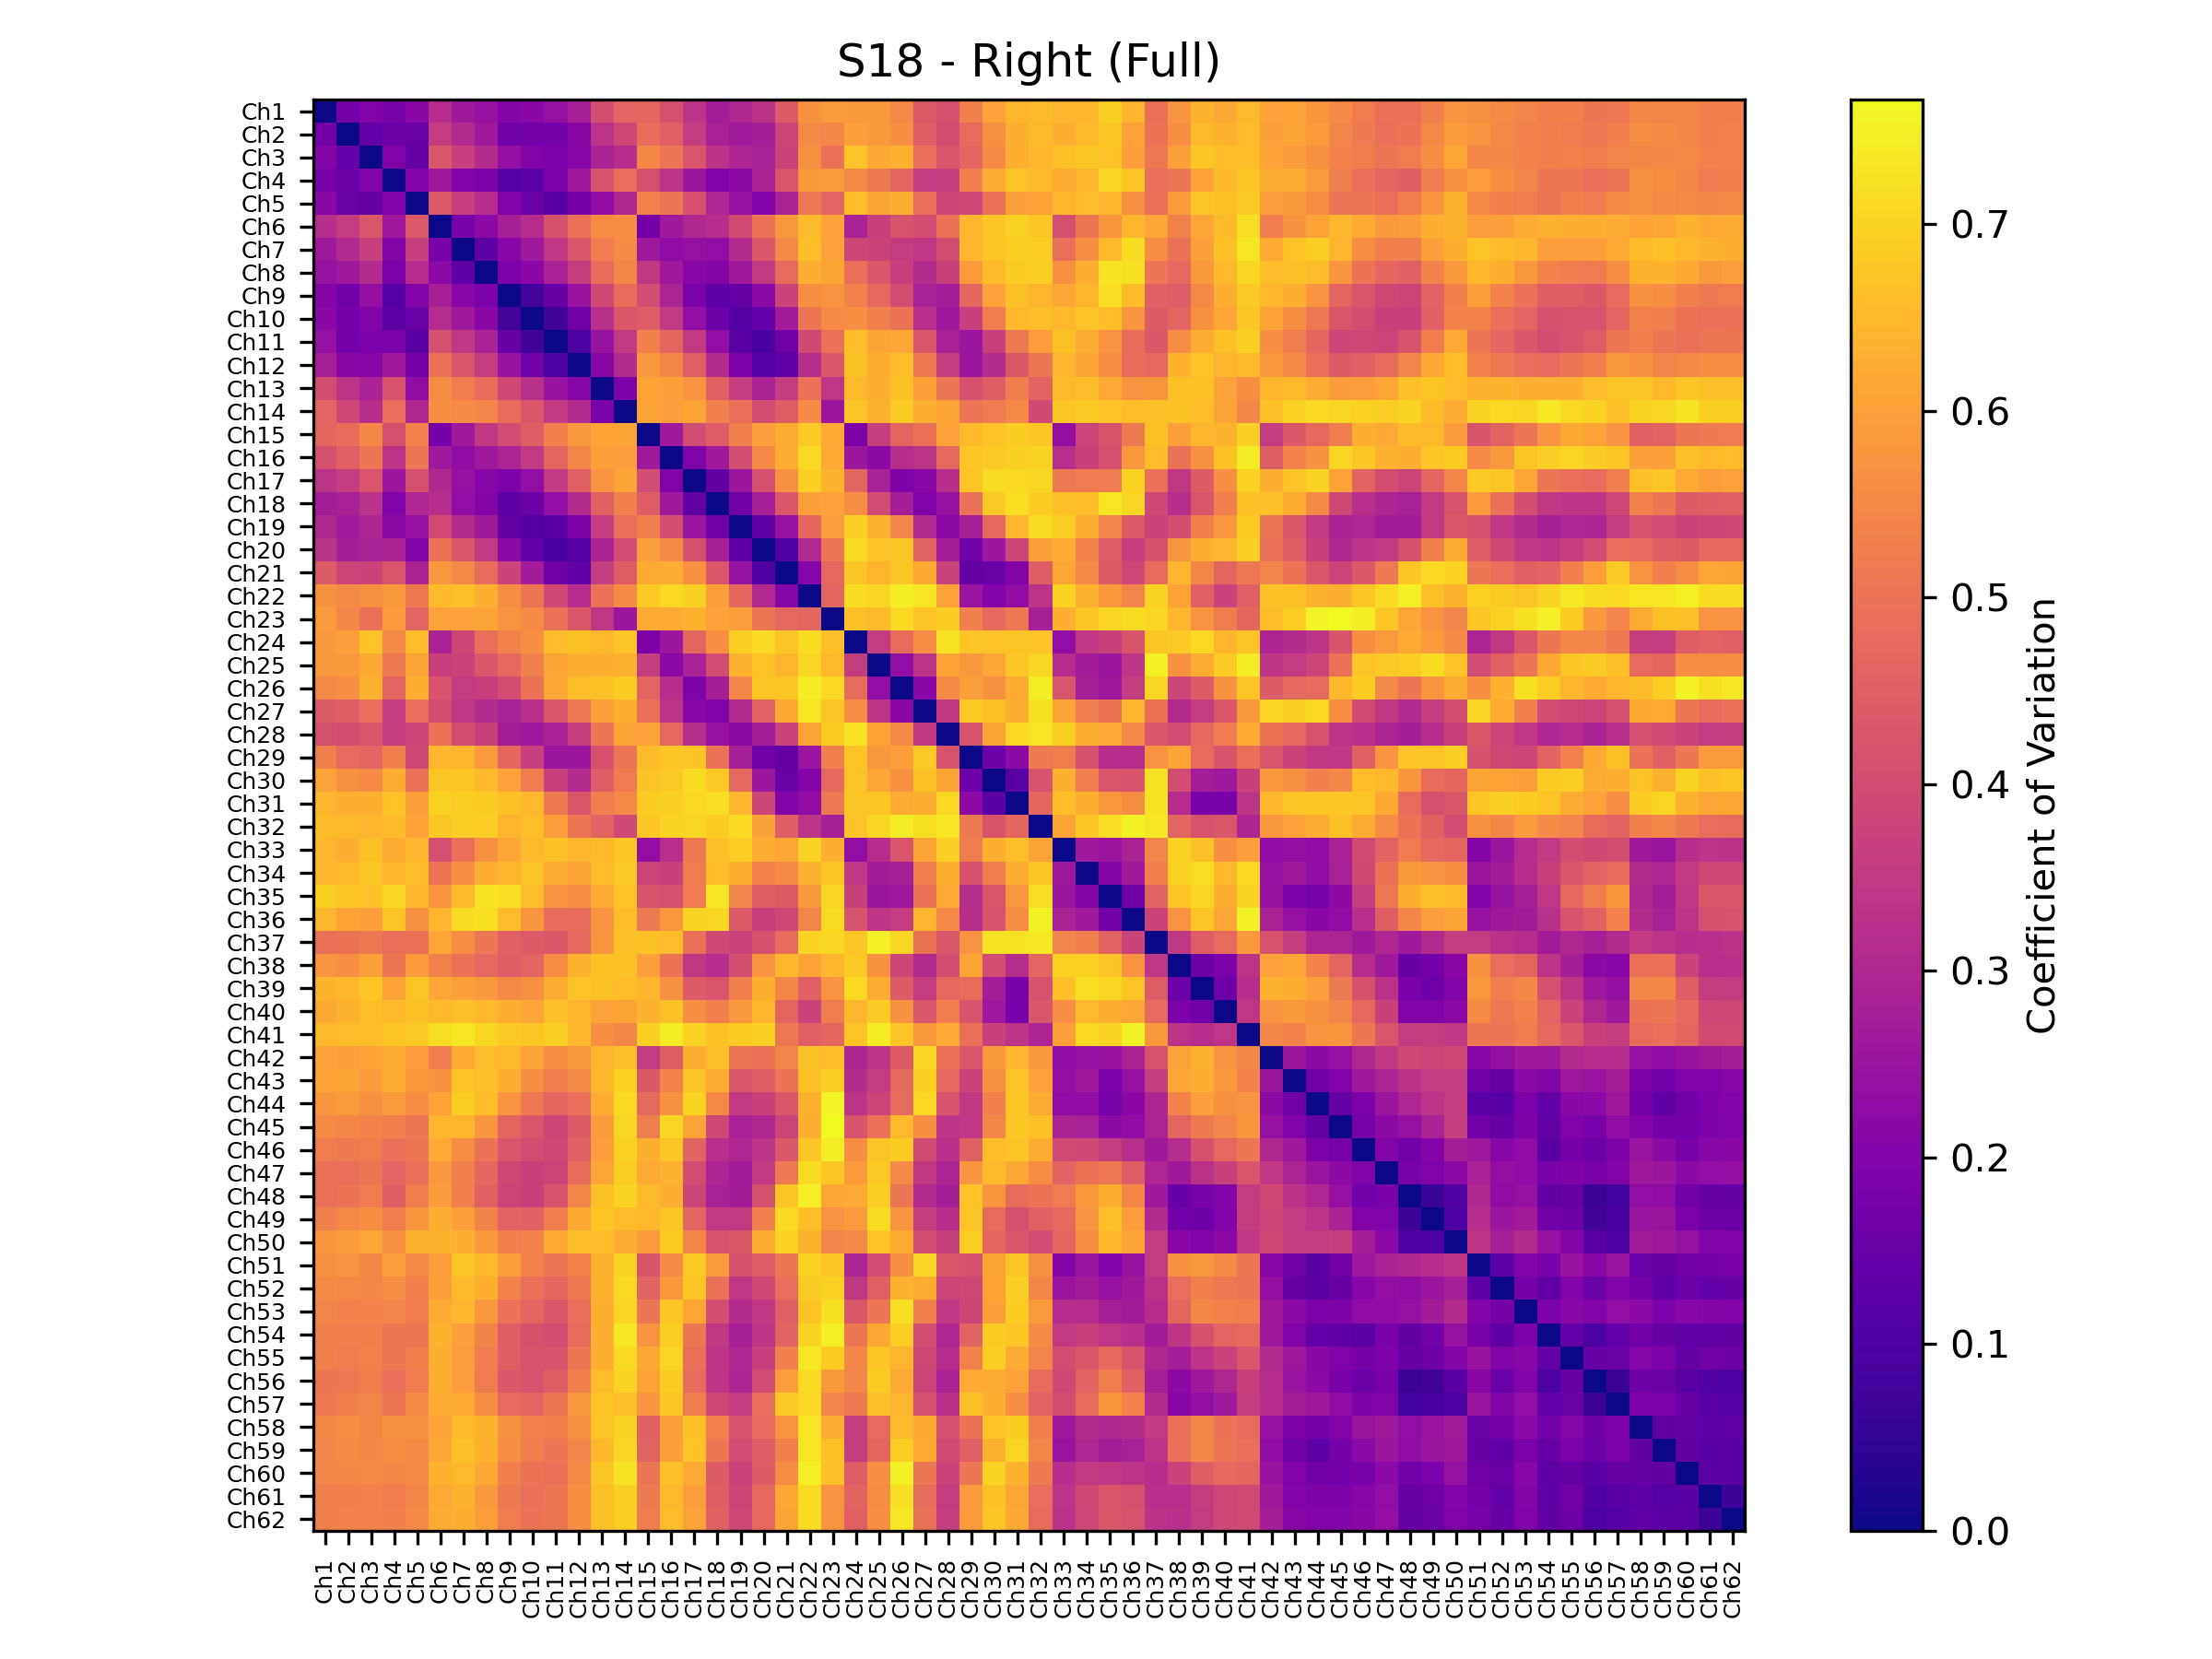 S18 - Right (Full)
Ch1
Ch2
Ch3
Ch4
Ch5
Ch6
Ch7
Ch8
Ch9
Ch10
Ch11
Ch12
Ch13
Ch14
Ch15
Ch16
Ch17
Ch18
Ch19
Ch20
Ch21
Ch22
Ch23
Ch24
Ch25
Ch26
Ch27
Ch28
Ch29
Ch30
Ch31
Ch32
Ch33
Ch34
Ch35
Ch36
Ch37
Ch38
Ch39
Ch40
Ch41
Ch42
Ch43
Ch44
Ch45
Ch46
Ch47
Ch48
Ch49
Ch50
Ch51
Ch52
Ch53
Ch54
Ch55
Ch56
Ch57
Ch58
Ch59
Ch60
Ch61
Ch62
Ch1 Ch2 Ch3 Ch4 Ch5 Ch6 Ch7 Ch8 Ch9 Ch10 Ch11 Ch12 Ch13 Ch14 Ch15 Ch16 Ch17 Ch18 Ch19 Ch20 Ch21 Ch22 Ch23 Ch24 Ch25 Ch26 Ch27 Ch28 Ch29 Ch30 Ch31 Ch32 Ch33 Ch34 Ch35 Ch36 Ch37 Ch38 Ch39 Ch40 Ch41 Ch42 Ch43 Ch44 Ch45 Ch46 Ch47 Ch48 Ch49 Ch50 Ch51 Ch52 Ch53 Ch54 Ch55 Ch56 Ch57 Ch58 Ch59 Ch60 Ch61 Ch62
0.7
0.6
0.5
0.4
0.3
0.2
0.1
0.0
Coefficient of Variation